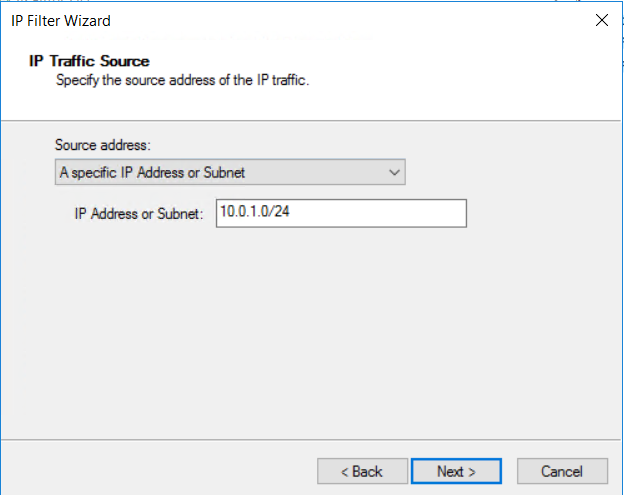 IP Filter Wizard
IP Traffic Source
Specify the source address of the IP traffic.
Source address:
A specific IP Address or Subnet
IP Address or Subnet: 10.0.1.0/24
< Back Next > Cancel